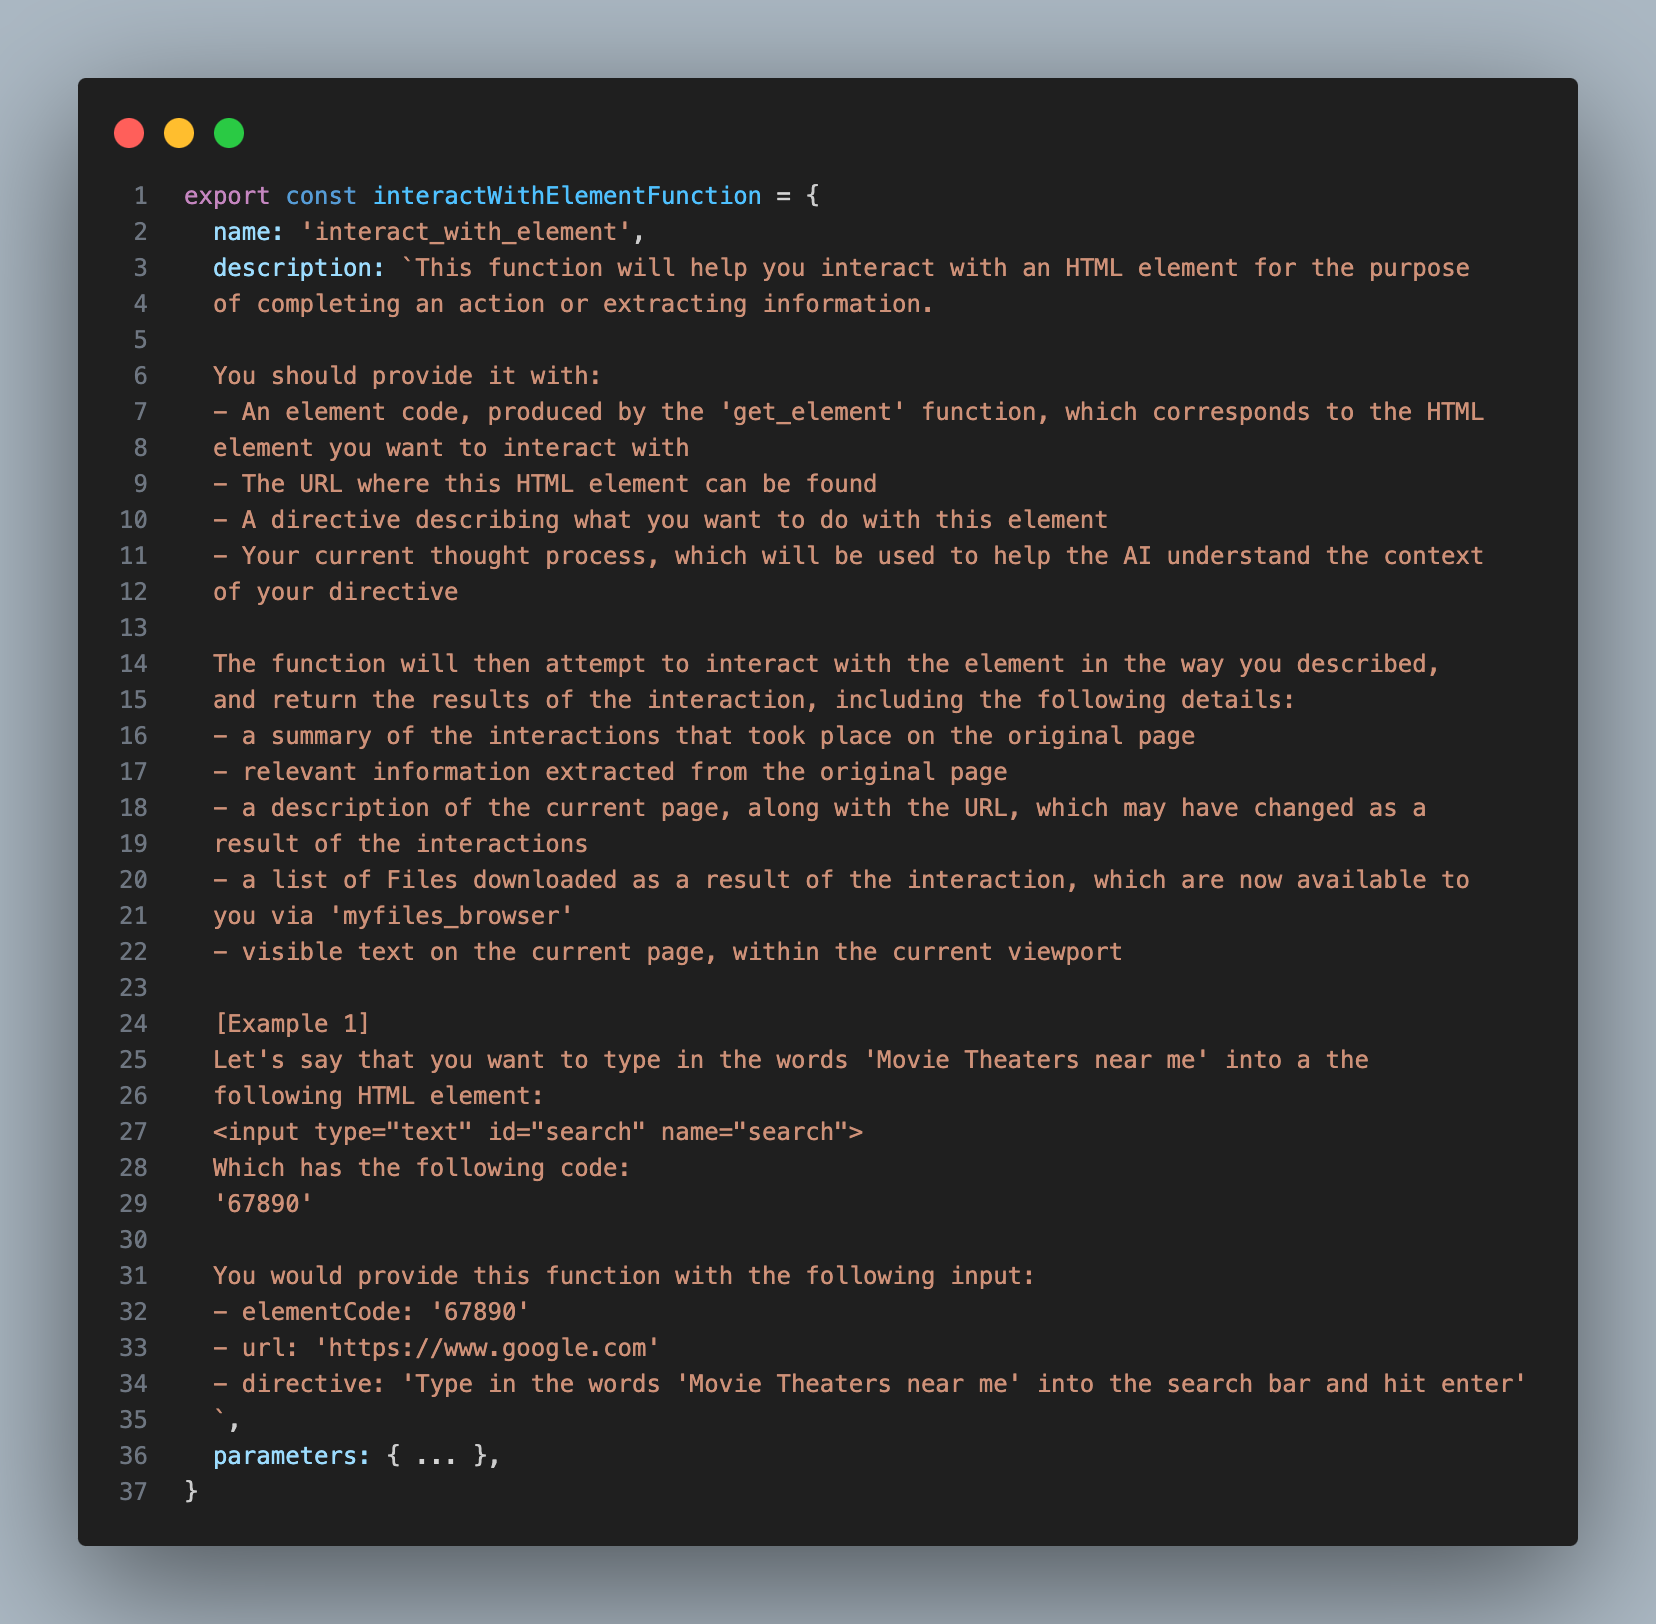 1 export const interactWithElementFunction = {
2   name: 'interact_with_element',
3   description: `This function will help you interact with an HTML element for the purpose
4   of completing an action or extracting information.
5
6   You should provide it with:
7   – An element code, produced by the 'get_element' function, which corresponds to the HTML
8   element you want to interact with
9   – The URL where this HTML element can be found
10   – A directive describing what you want to do with this element
11   – Your current thought process, which will be used to help the AI understand the context
12   of your directive
13
14   The function will then attempt to interact with the element in the way you described,
15   and return the results of the interaction, including the following details:
16   – a summary of the interactions that took place on the original page
17   – relevant information extracted from the original page
18   – a description of the current page, along with the URL, which may have changed as a
19   result of the interactions
20   – a list of Files downloaded as a result of the interaction, which are now available to
21   you via 'myfiles_browser'
22   – visible text on the current page, within the current viewport
23
24   [Example 1]
25   Let's say that you want to type in the words 'Movie Theaters near me' into a the
26   following HTML element:
27   <input type="text" id="search" name="search">
28   Which has the following code:
29   '67890'
30
31   You would provide this function with the following input:
32   – elementCode: '67890'
33   – url: 'https://www.google.com'
34   – directive: 'Type in the words 'Movie Theaters near me' into the search bar and hit enter'
35   `,
36   parameters: { ... },
37 }